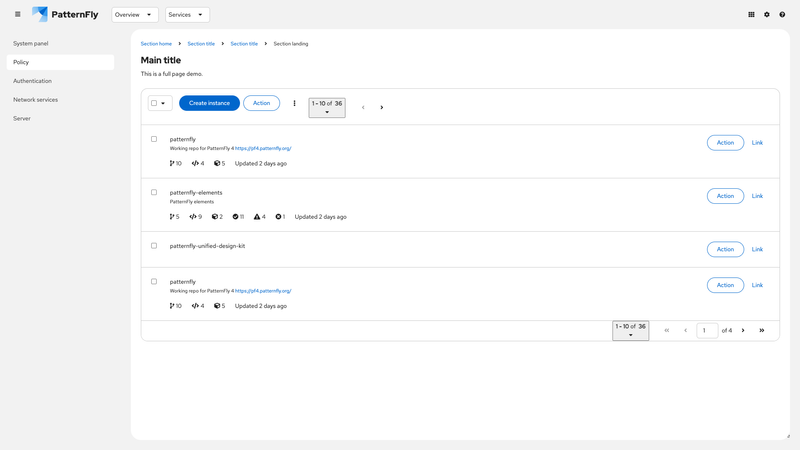 PatternFly
Overview
Services
System panel
Policy
Authentication
Network services
Server
Section home > Section title > Section title > Section landing
Main title
This is a full page demo.
Create instance
Action
1 - 10 of 36
patternfly
Working repo for PatternFly 4 https://pf4.patternfly.org/
10 4 5 Updated 2 days ago
Action Link
patternfly-elements
PatternFly elements
5 9 2 11 4 1 Updated 2 days ago
Action Link
patternfly-unified-design-kit
Action Link
patternfly
Working repo for PatternFly 4 https://pf4.patternfly.org/
10 4 5 Updated 2 days ago
Action Link
1 - 10 of 36
1 of 4